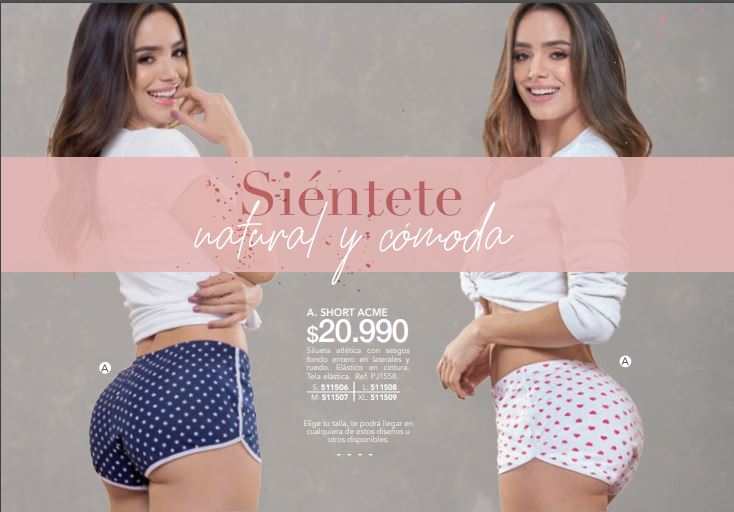 Siéntete
natural y cómoda
A. SHORT ACME
$20.990
Silueta atlética con sesgos
fondo entero en laterales y
ruedo. Elástico en cintura.
Tela elástica. Ref. PJ1558.
S: 511506 | L: 511508
M: 511507 | XL: 511509
Elige tu talla, te podrá llegar en
cualquiera de estos diseños u
otros disponibles.
A
A